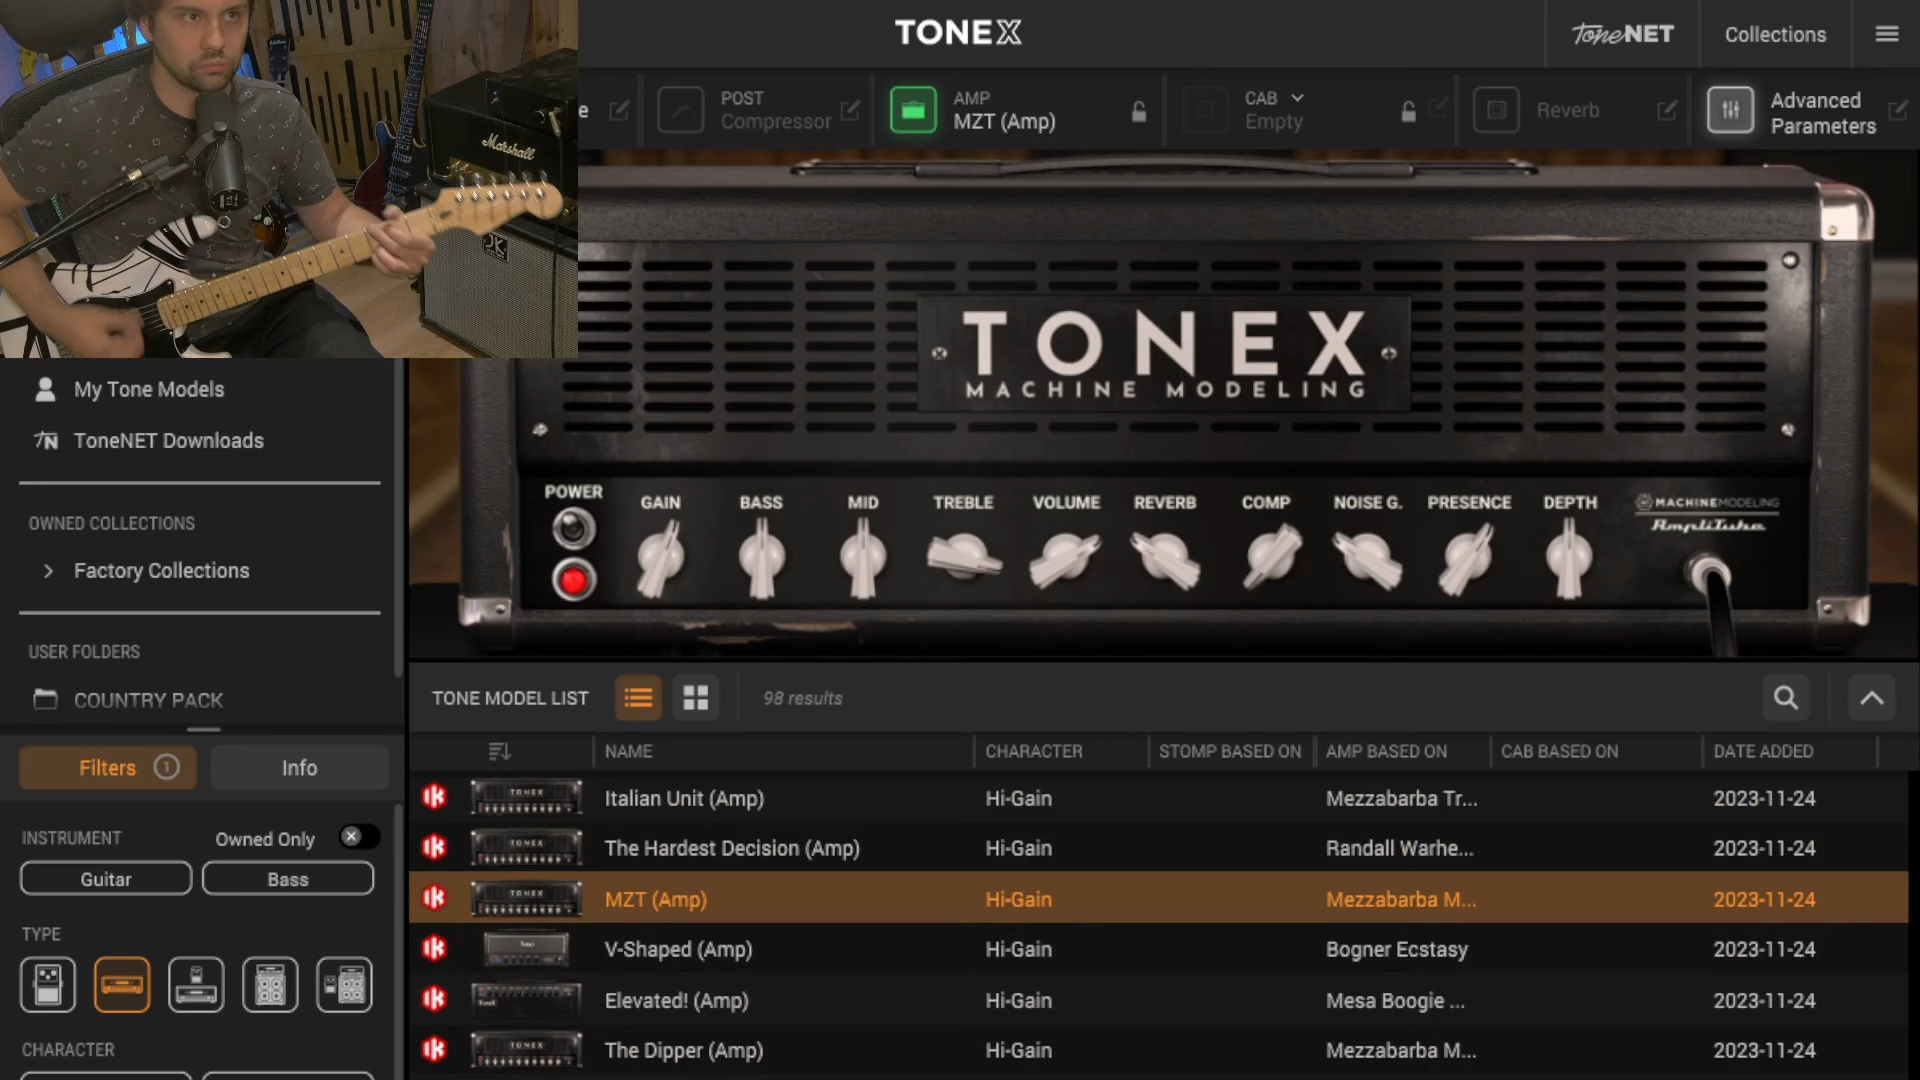 TONEX
ToneNET
Collections
e
POST
Compressor
AMP
MZT (Amp)
CAB
Empty
Reverb
Advanced
Parameters
Marshall
JK
TONEX
MACHINE MODELING
My Tone Models
ToneNET Downloads
OWNED COLLECTIONS
Factory Collections
USER FOLDERS
COUNTRY PACK
POWER GAIN BASS MID TREBLE VOLUME REVERB COMP NOISE G. PRESENCE DEPTH
MACHINEMODELING
AmpliTube
TONE MODEL LIST 98 results
NAME CHARACTER STOMP BASED ON AMP BASED ON CAB BASED ON DATE ADDED
Italian Unit (Amp) Hi-Gain Mezzabarba Tr... 2023-11-24
The Hardest Decision (Amp) Hi-Gain Randall Warhe... 2023-11-24
MZT (Amp) Hi-Gain Mezzabarba M... 2023-11-24
V-Shaped (Amp) Hi-Gain Bogner Ecstasy 2023-11-24
Elevated! (Amp) Hi-Gain Mesa Boogie ... 2023-11-24
The Dipper (Amp) Hi-Gain Mezzabarba M... 2023-11-24
Filters 1 Info
INSTRUMENT Owned Only
Guitar Bass
TYPE
CHARACTER